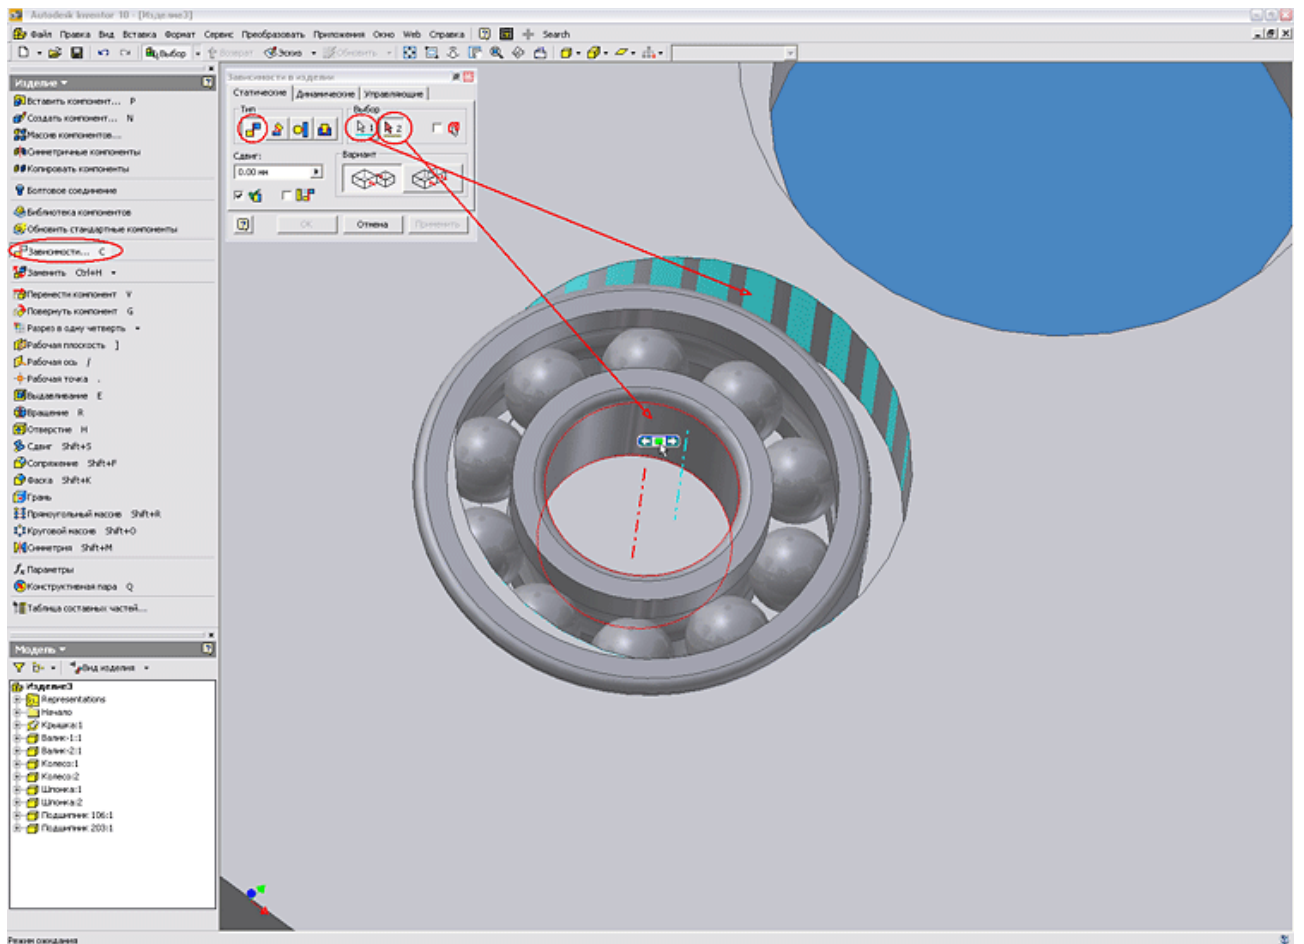 Autodesk Inventor 10 - [Изделие3]
Файл Правка Вид Вставка Формат Сервис Преобразовать Приложения Окно Web Справка Search
Выбор Возврат Эскиз Обновить
Изделие
Вставить компонент... P
Создать компонент... N
Массив компонентов...
Симметричные компоненты
Копировать компоненты
Болтовое соединение
Библиотека компонентов
Обновить стандартные компоненты
Зависимости... C
Заменить Ctrl+H
Перенести компонент V
Повернуть компонент G
Разрез в одну четверть
Рабочая плоскость ]
Рабочая ось /
Рабочая точка .
Выдавливание E
Вращение R
Отверстие H
Сдвиг Shift+S
Сопряжение Shift+F
Фаска Shift+K
Грань
Прямоугольный массив Shift+R
Круговой массив Shift+O
Симметрия Shift+M
fx Параметры
Конструктивная пара Q
Таблица составных частей...
Модель
Вид изделия
Изделие3
Representations
Начало
Крышка:1
Валик-1:1
Валик-2:1
Колесо:1
Колесо:2
Шпонка:1
Шпонка:2
Подшипник 106:1
Подшипник 203:1
Зависимости в изделии
Статические Динамические Управляющие
Тип Выбор
1 2
Сдвиг: Вариант
0.00 мм
OK Отмена Применить
Режим ожидания